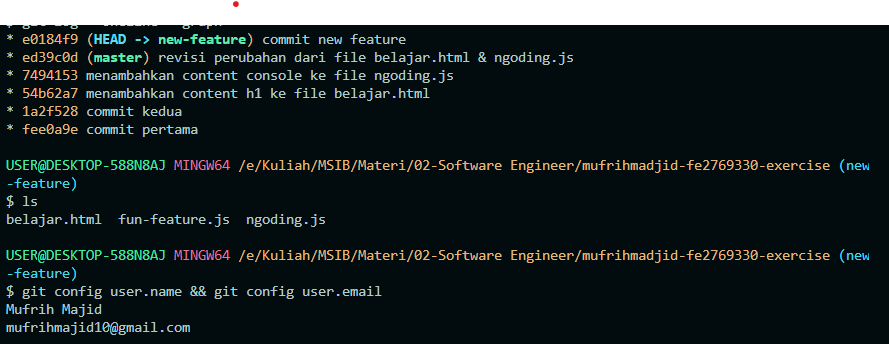 * e0184f9 (HEAD -> new-feature) commit new feature
* ed39c0d (master) revisi perubahan dari file belajar.html & ngoding.js
* 7494153 menambahkan content console ke file ngoding.js
* 54b62a7 menambahkan content h1 ke file belajar.html
* 1a2f528 commit kedua
* fee0a9e commit pertama
USER@DESKTOP-588N8AJ MINGW64 /e/Kuliah/MSIB/Materi/02-Software Engineer/mufrihmadjid-fe2769330-exercise (new
-feature)
$ ls
belajar.html  fun-feature.js  ngoding.js
USER@DESKTOP-588N8AJ MINGW64 /e/Kuliah/MSIB/Materi/02-Software Engineer/mufrihmadjid-fe2769330-exercise (new
-feature)
$ git config user.name && git config user.email
Mufrih Majid
mufrihmajid10@gmail.com